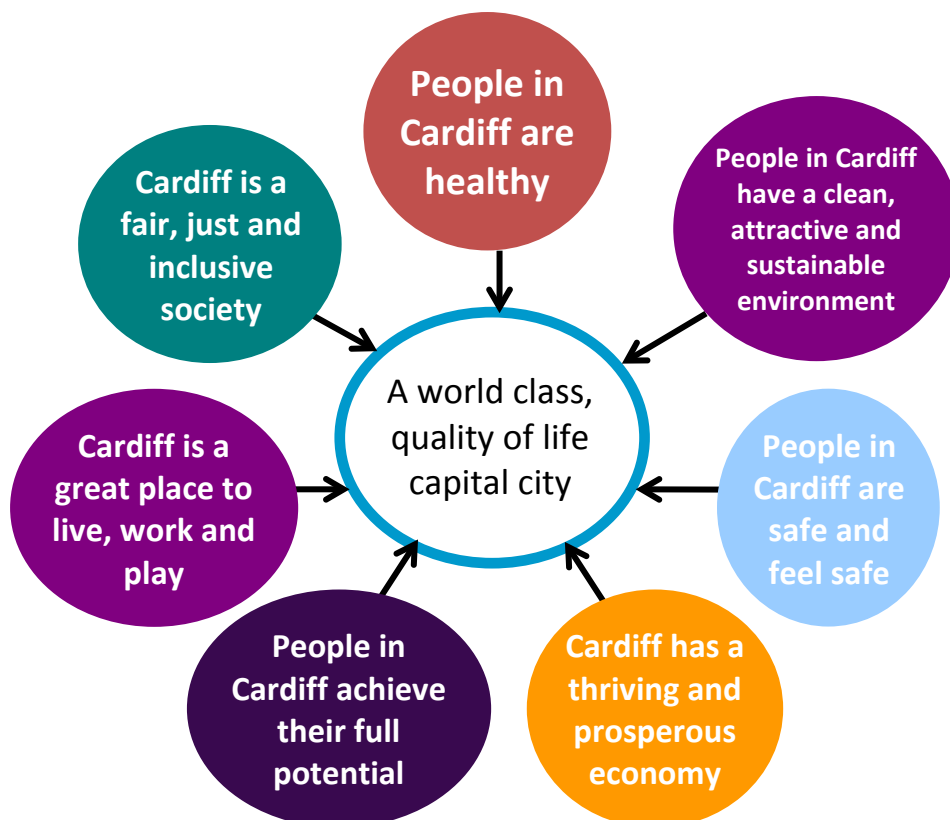 People in
Cardiff are
healthy
People in Cardiff
have a clean,
attractive and
sustainable
environment
People in
Cardiff are
safe and
feel safe
Cardiff has a
thriving and
prosperous
economy
People in
Cardiff achieve
their full
potential
Cardiff is a
great place to
live, work and
play
Cardiff is a
fair, just and
inclusive
society
A world class,
quality of life
capital city